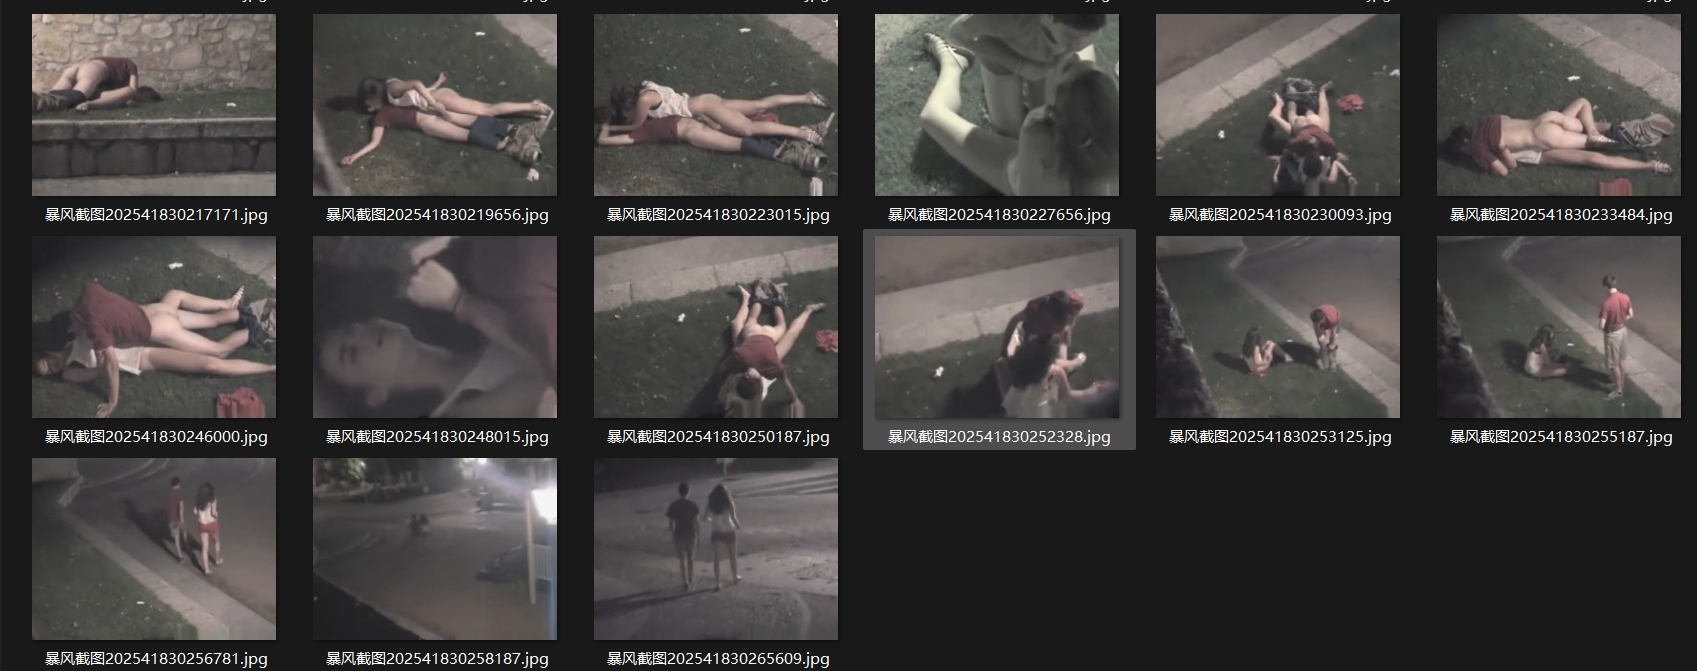 暴风截图202541830217171.jpg
暴风截图202541830219656.jpg
暴风截图202541830223015.jpg
暴风截图202541830227656.jpg
暴风截图202541830230093.jpg
暴风截图202541830233484.jpg
暴风截图202541830246000.jpg
暴风截图202541830248015.jpg
暴风截图202541830250187.jpg
暴风截图202541830252328.jpg
暴风截图202541830253125.jpg
暴风截图202541830255187.jpg
暴风截图202541830256781.jpg
暴风截图202541830258187.jpg
暴风截图202541830265609.jpg